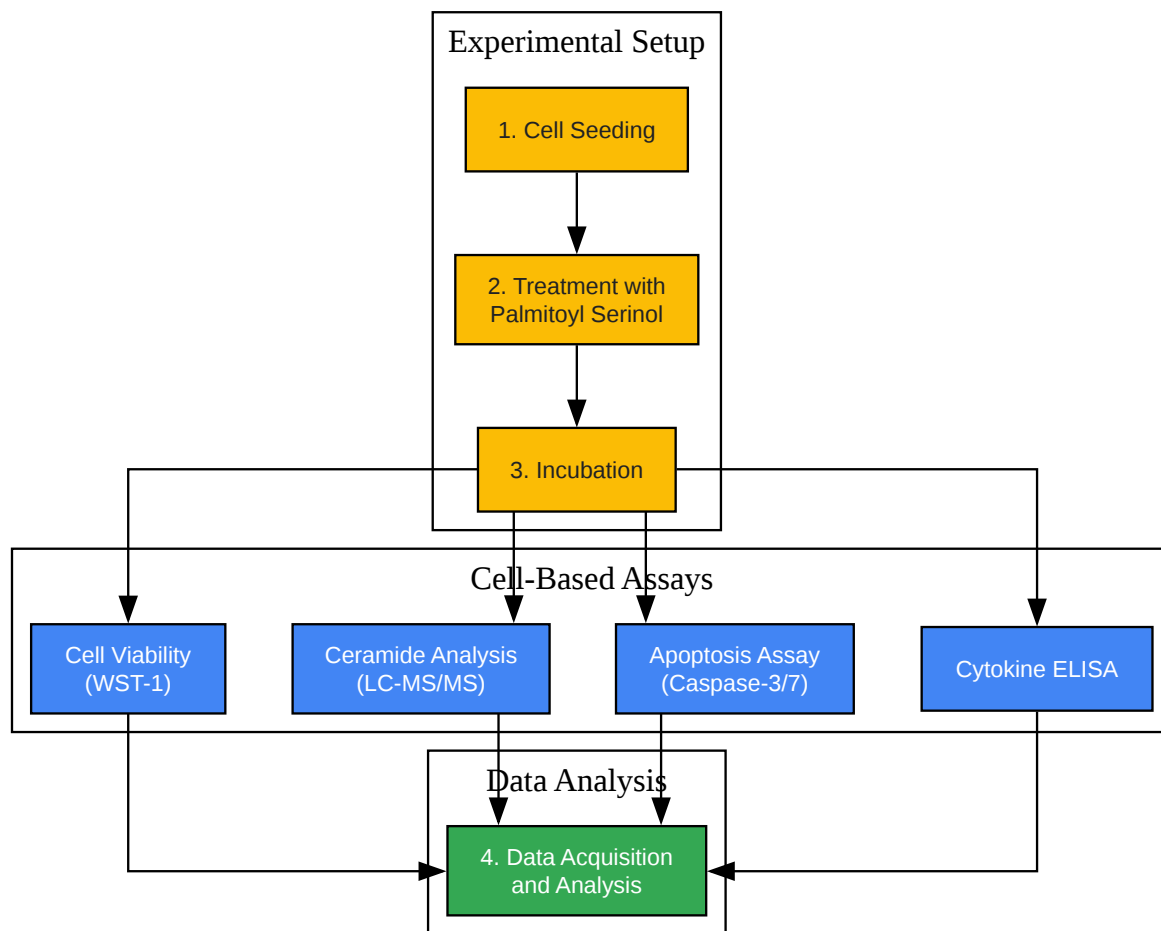 Experimental Setup
1. Cell Seeding
2. Treatment with
Palmitoyl Serinol
3. Incubation
Cell-Based Assays
Cell Viability
(WST-1)
Ceramide Analysis
(LC-MS/MS)
Apoptosis Assay
(Caspase-3/7)
Cytokine ELISA
Data Analysis
4. Data Acquisition
and Analysis